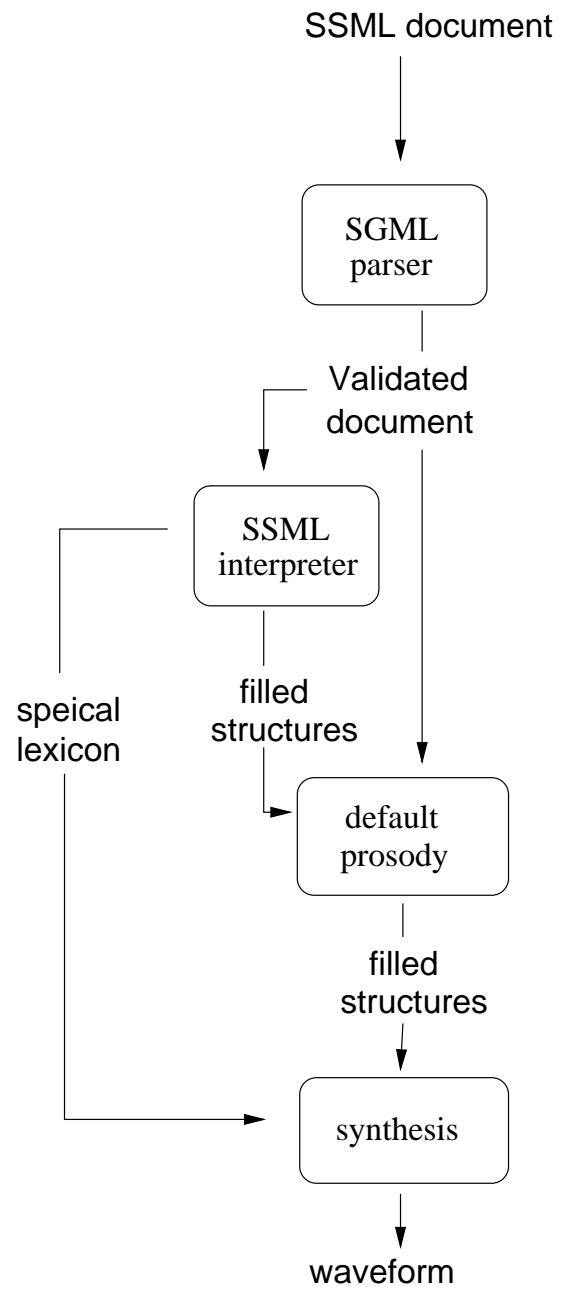 SSML document
SGML
parser
Validated
document
SSML
interpreter
filled
structures
speical
lexicon
default
prosody
filled
structures
synthesis
waveform